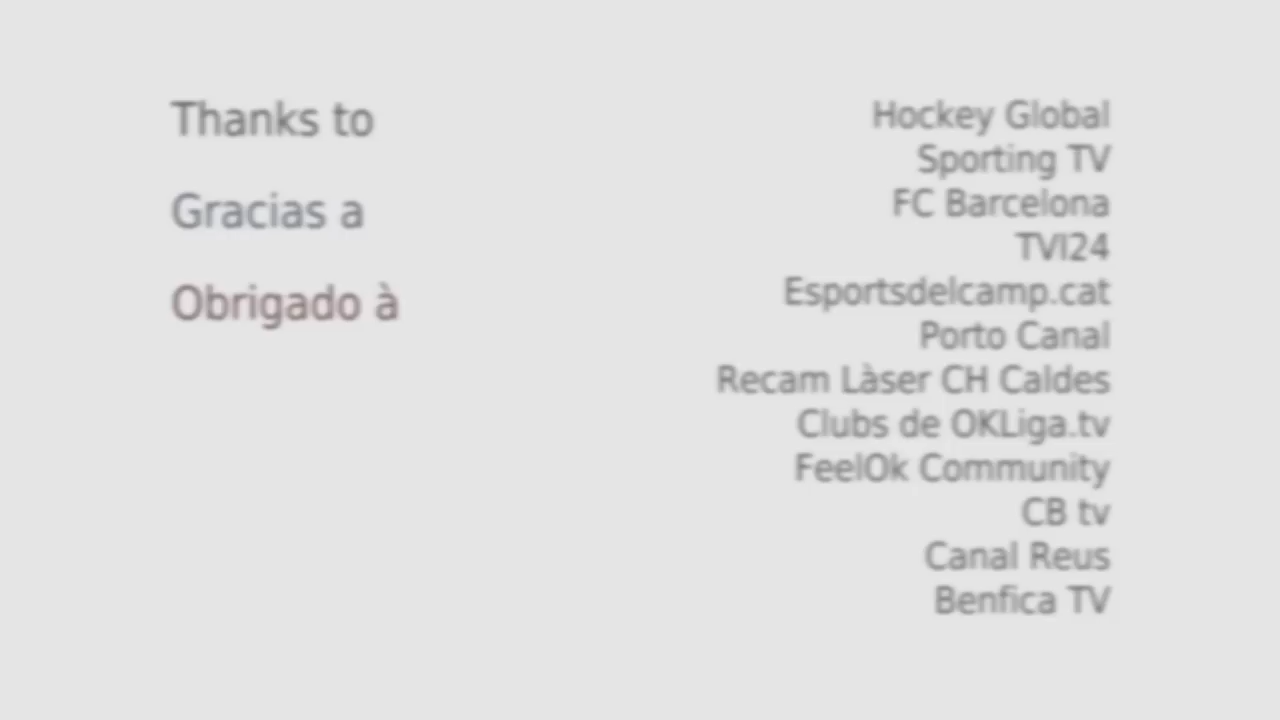 Thanks to
Gracias a
Obrigado à
Hockey Global
Sporting TV
FC Barcelona
TVI24
Esportsdelcamp.cat
Porto Canal
Recam Làser CH Caldes
Clubs de OKLiga.tv
FeelOk Community
CB tv
Canal Reus
Benfica TV